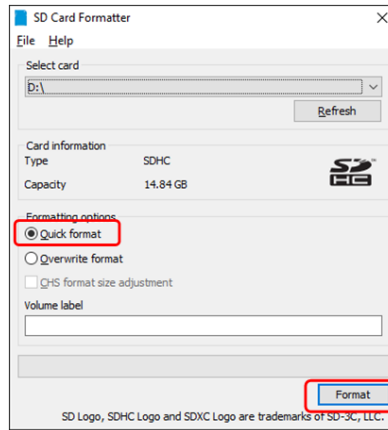 SD Card Formatter
File Help
Select card
D:\
Refresh
Card information
Type SDHC
Capacity 14.84 GB
SD HC
Formatting options
Quick format
Overwrite format
CHS format size adjustment
Volume label
Format
SD Logo, SDHC Logo and SDXC Logo are trademarks of SD-3C, LLC.